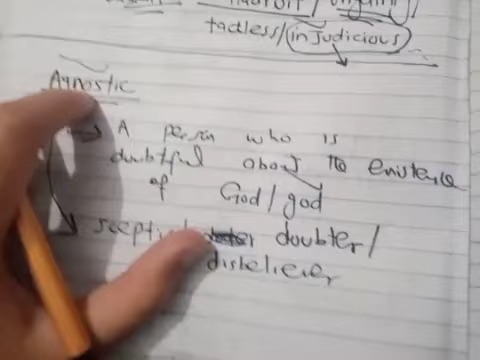 tactless/injudicious
Agnostic
A person who is
doubtful about the existence
of God/god
doubter/
disbeliever